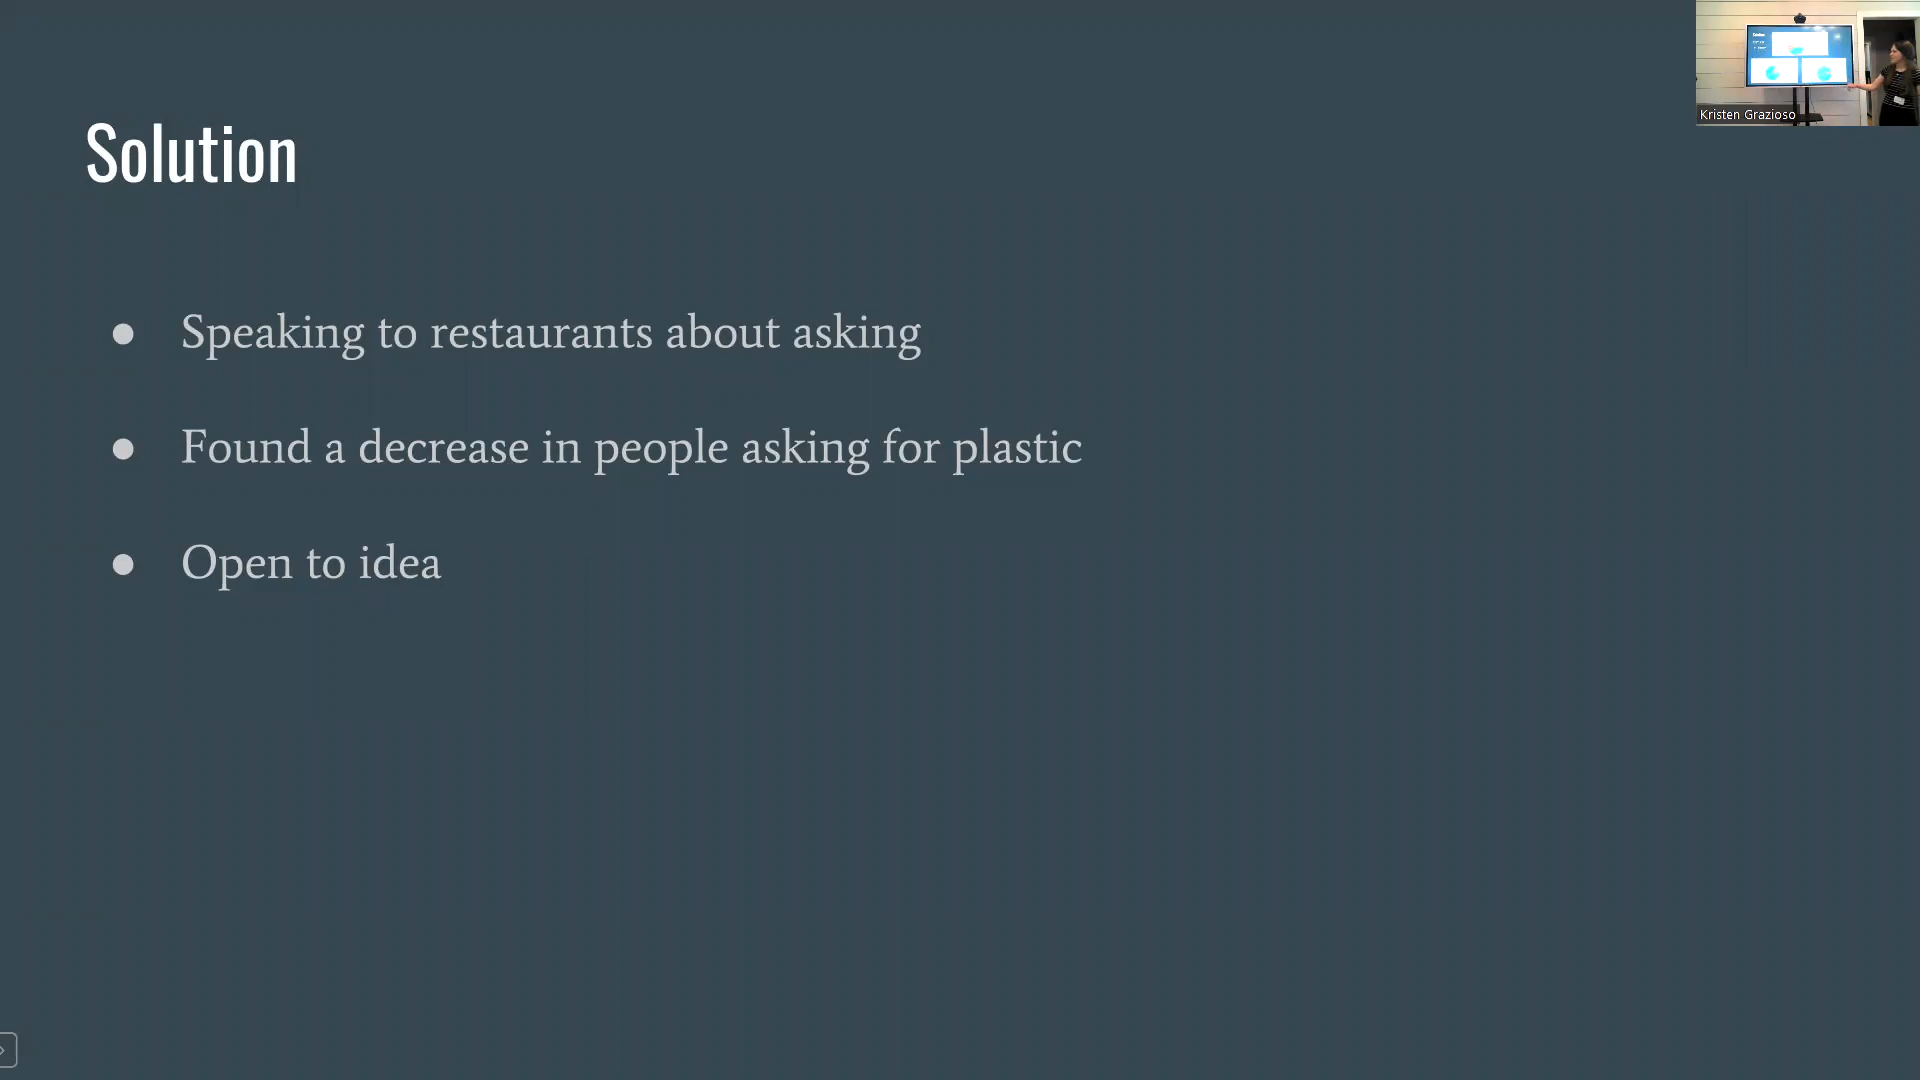 Solution
● Speaking to restaurants about asking
● Found a decrease in people asking for plastic
● Open to idea
Kristen Grazioso